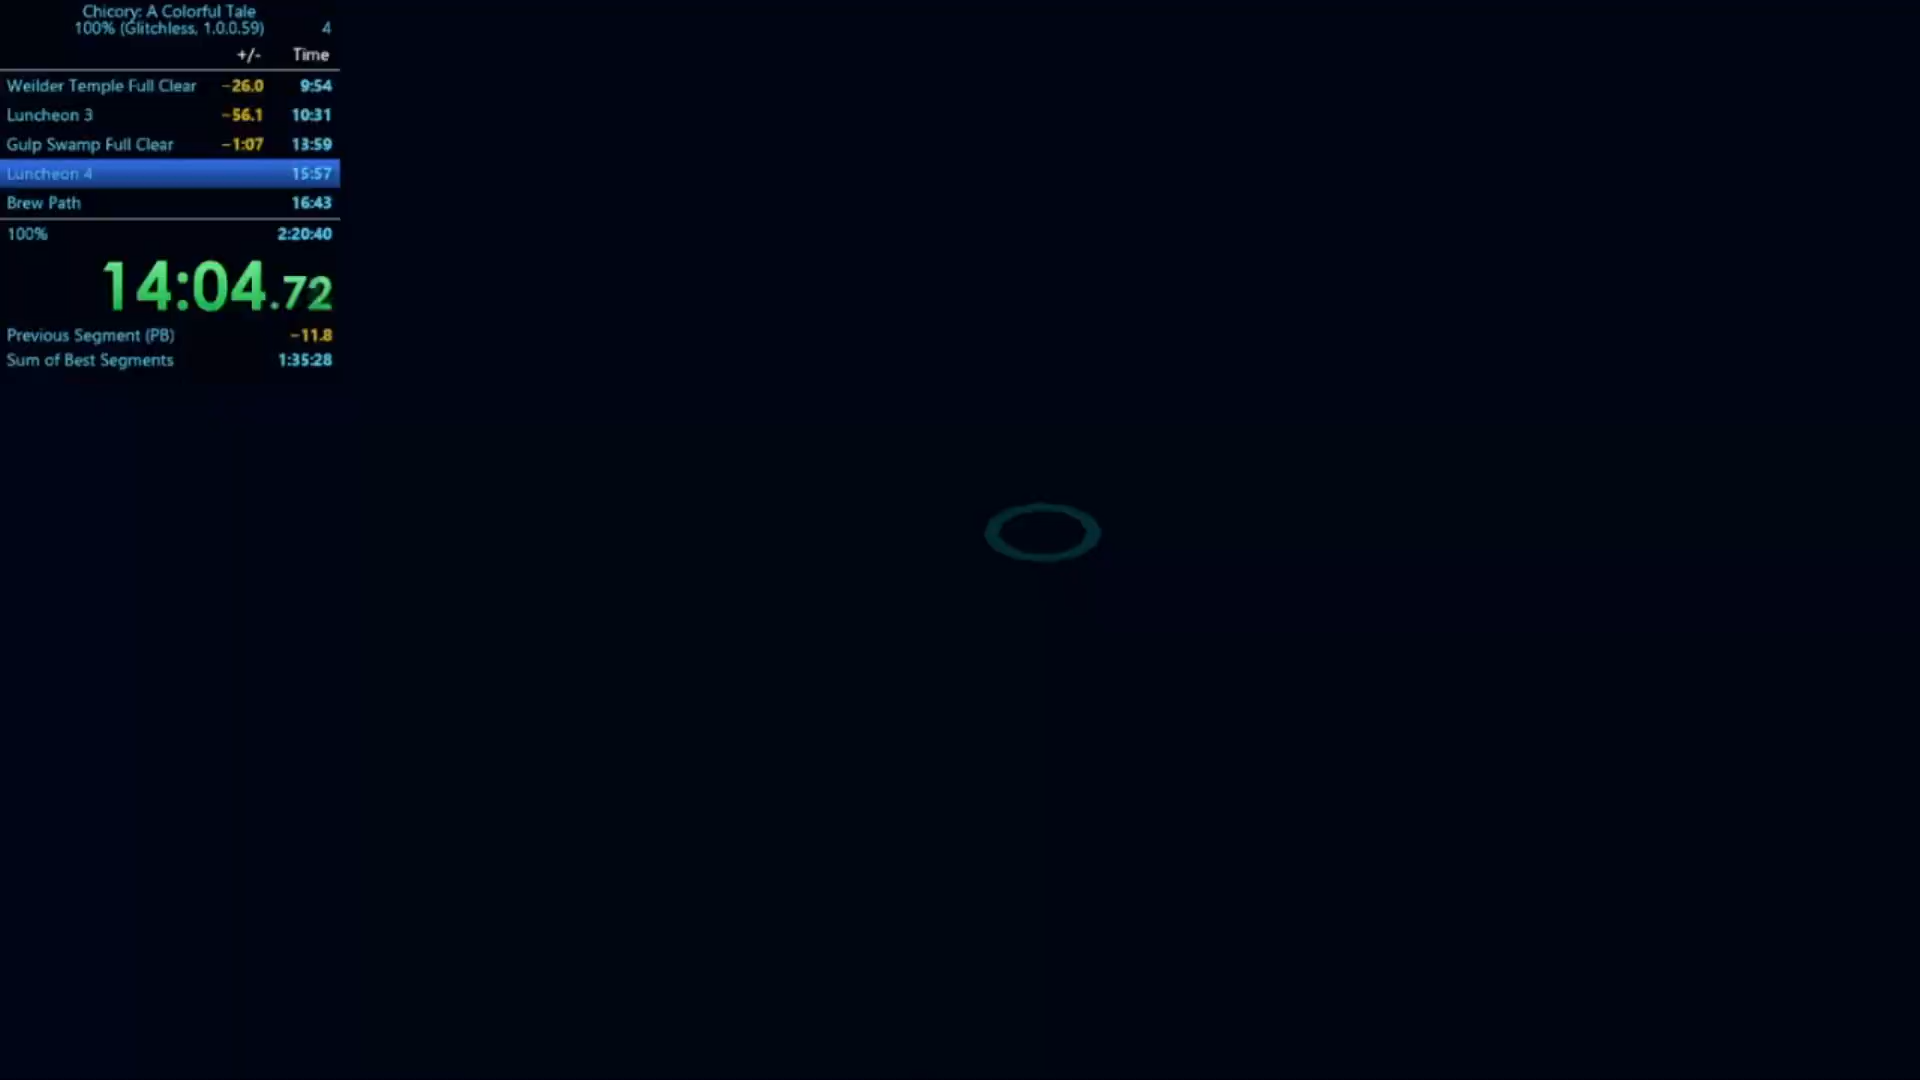 Chicory: A Colorful Tale
100% (Glitchless, 1.0.0.59) 4
+/- Time
Weilder Temple Full Clear -26.0 9:54
Luncheon 3 -56.1 10:31
Gulp Swamp Full Clear -1:07 13:59
Luncheon 4 15:57
Brew Path 16:43
100% 2:20:40
14:04.72
Previous Segment (PB) -11.8
Sum of Best Segments 1:35:28